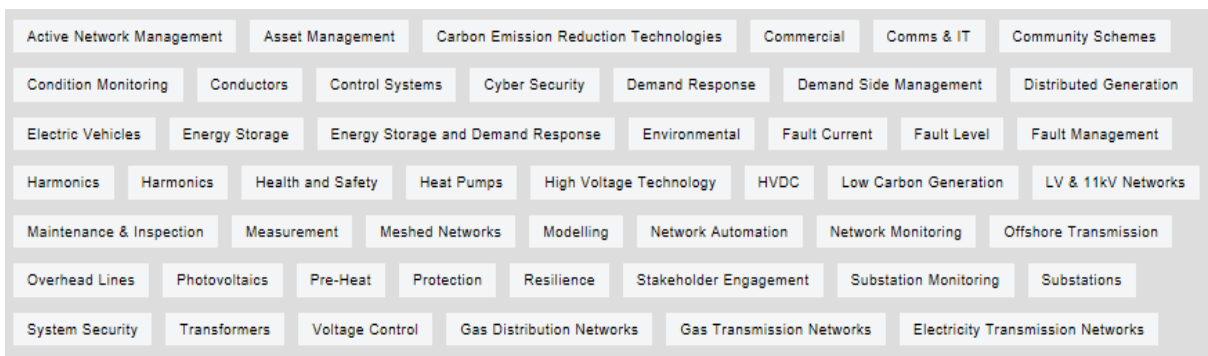 Active Network Management Asset Management Carbon Emission Reduction Technologies Commercial Comms & IT Community Schemes
Condition Monitoring Conductors Control Systems Cyber Security Demand Response Demand Side Management Distributed Generation
Electric Vehicles Energy Storage Energy Storage and Demand Response Environmental Fault Current Fault Level Fault Management
Harmonics Harmonics Health and Safety Heat Pumps High Voltage Technology HVDC Low Carbon Generation LV & 11kV Networks
Maintenance & Inspection Measurement Meshed Networks Modelling Network Automation Network Monitoring Offshore Transmission
Overhead Lines Photovoltaics Pre-Heat Protection Resilience Stakeholder Engagement Substation Monitoring Substations
System Security Transformers Voltage Control Gas Distribution Networks Gas Transmission Networks Electricity Transmission Networks